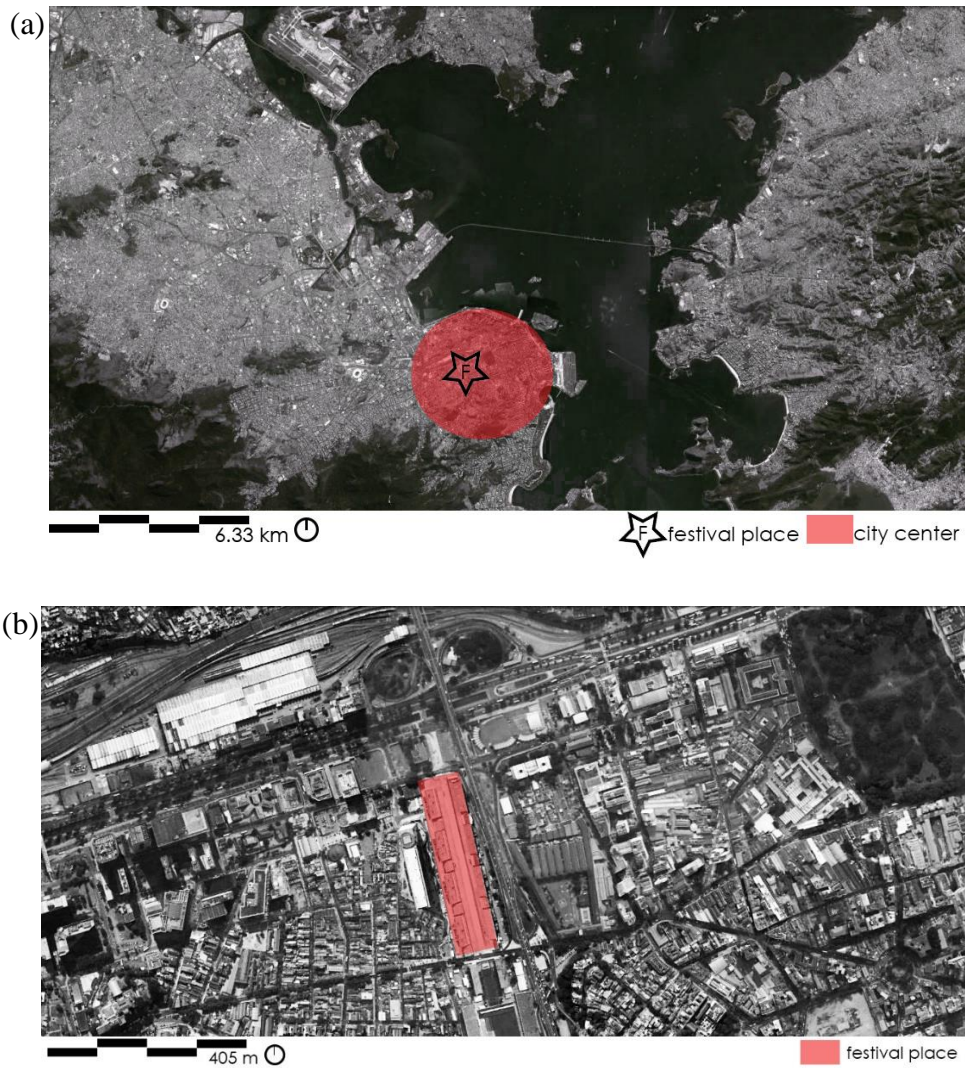 (a)
F
6.33 km
F festival place city center
(b)
405 m
festival place